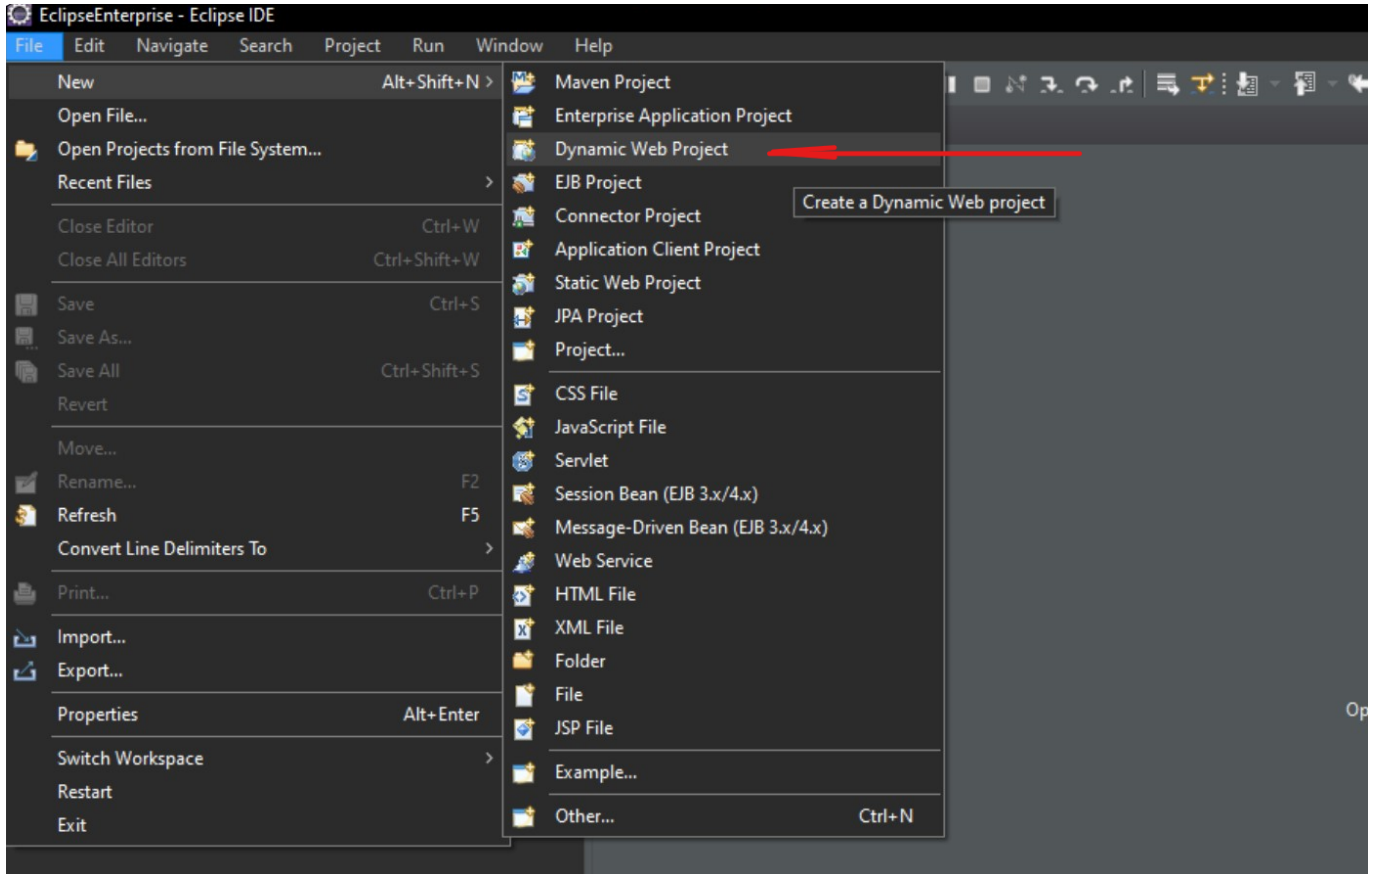 EclipseEnterprise - Eclipse IDE
File Edit Navigate Search Project Run Window Help
New Alt+Shift+N >
Open File...
Open Projects from File System...
Recent Files >
Close Editor Ctrl+W
Close All Editors Ctrl+Shift+W
Save Ctrl+S
Save As...
Save All Ctrl+Shift+S
Revert
Move...
Rename... F2
Refresh F5
Convert Line Delimiters To >
Print... Ctrl+P
Import...
Export...
Properties Alt+Enter
Switch Workspace >
Restart
Exit
Maven Project
Enterprise Application Project
Dynamic Web Project
EJB Project
Create a Dynamic Web project
Connector Project
Application Client Project
Static Web Project
JPA Project
Project...
CSS File
JavaScript File
Servlet
Session Bean (EJB 3.x/4.x)
Message-Driven Bean (EJB 3.x/4.x)
Web Service
HTML File
XML File
Folder
File
JSP File
Example...
Other... Ctrl+N
Op